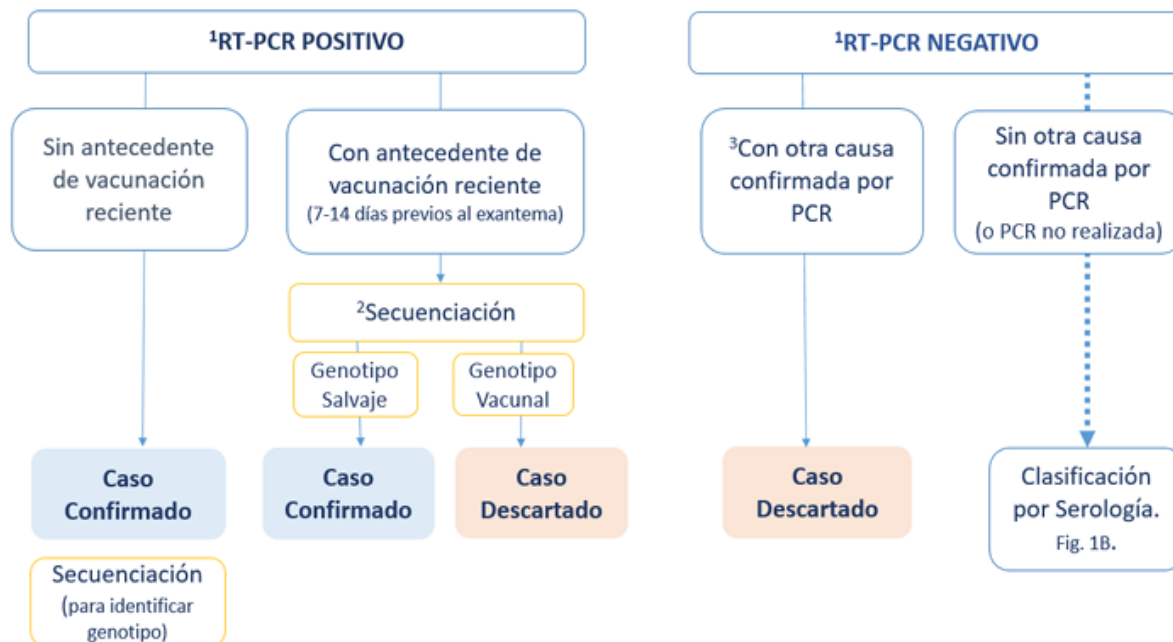 ¹RT-PCR POSITIVO
Sin antecedente
de vacunación
reciente
Con antecedente de
vacunación reciente
(7-14 días previos al exantema)
²Secuenciación
Genotipo
Salvaje
Genotipo
Vacunal
Caso
Confirmado
Caso
Confirmado
Caso
Descartado
Secuenciación
(para identificar
genotipo)
¹RT-PCR NEGATIVO
³Con otra causa
confirmada por
PCR
Sin otra causa
confirmada por
PCR
(o PCR no realizada)
Caso
Descartado
Clasificación
por Serología.
Fig. 1B.